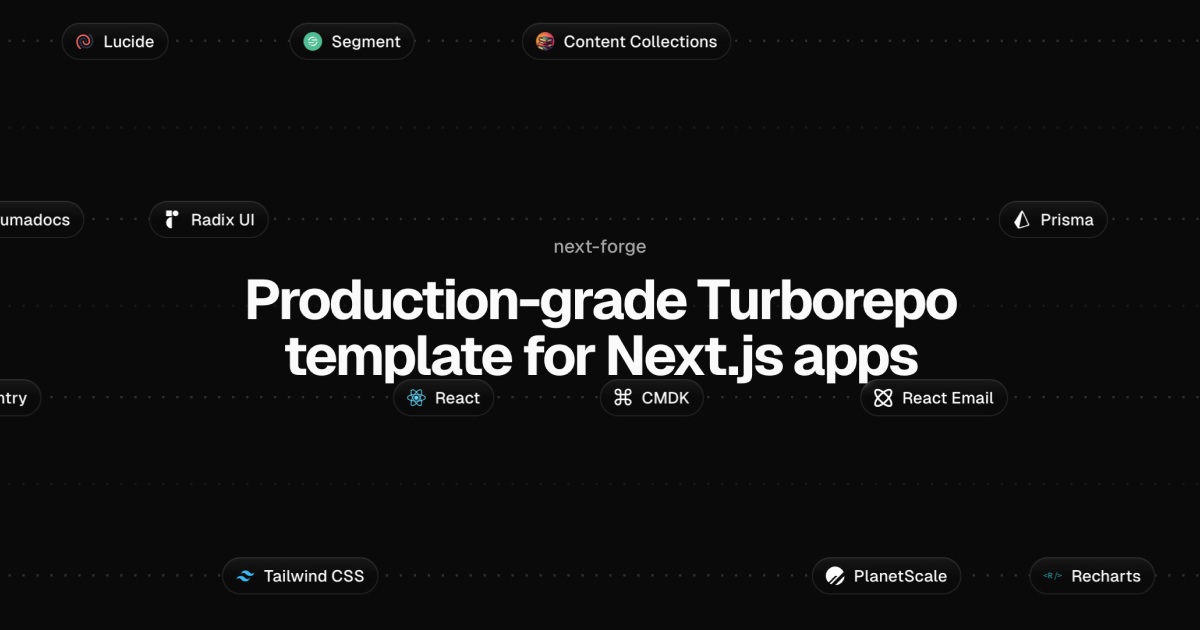 Lucide
Segment
Content Collections
umadocs
Radix UI
Prisma
next-forge
Production-grade Turborepo
template for Next.js apps
ntry
React
CMDK
React Email
Tailwind CSS
PlanetScale
<R/>
Recharts